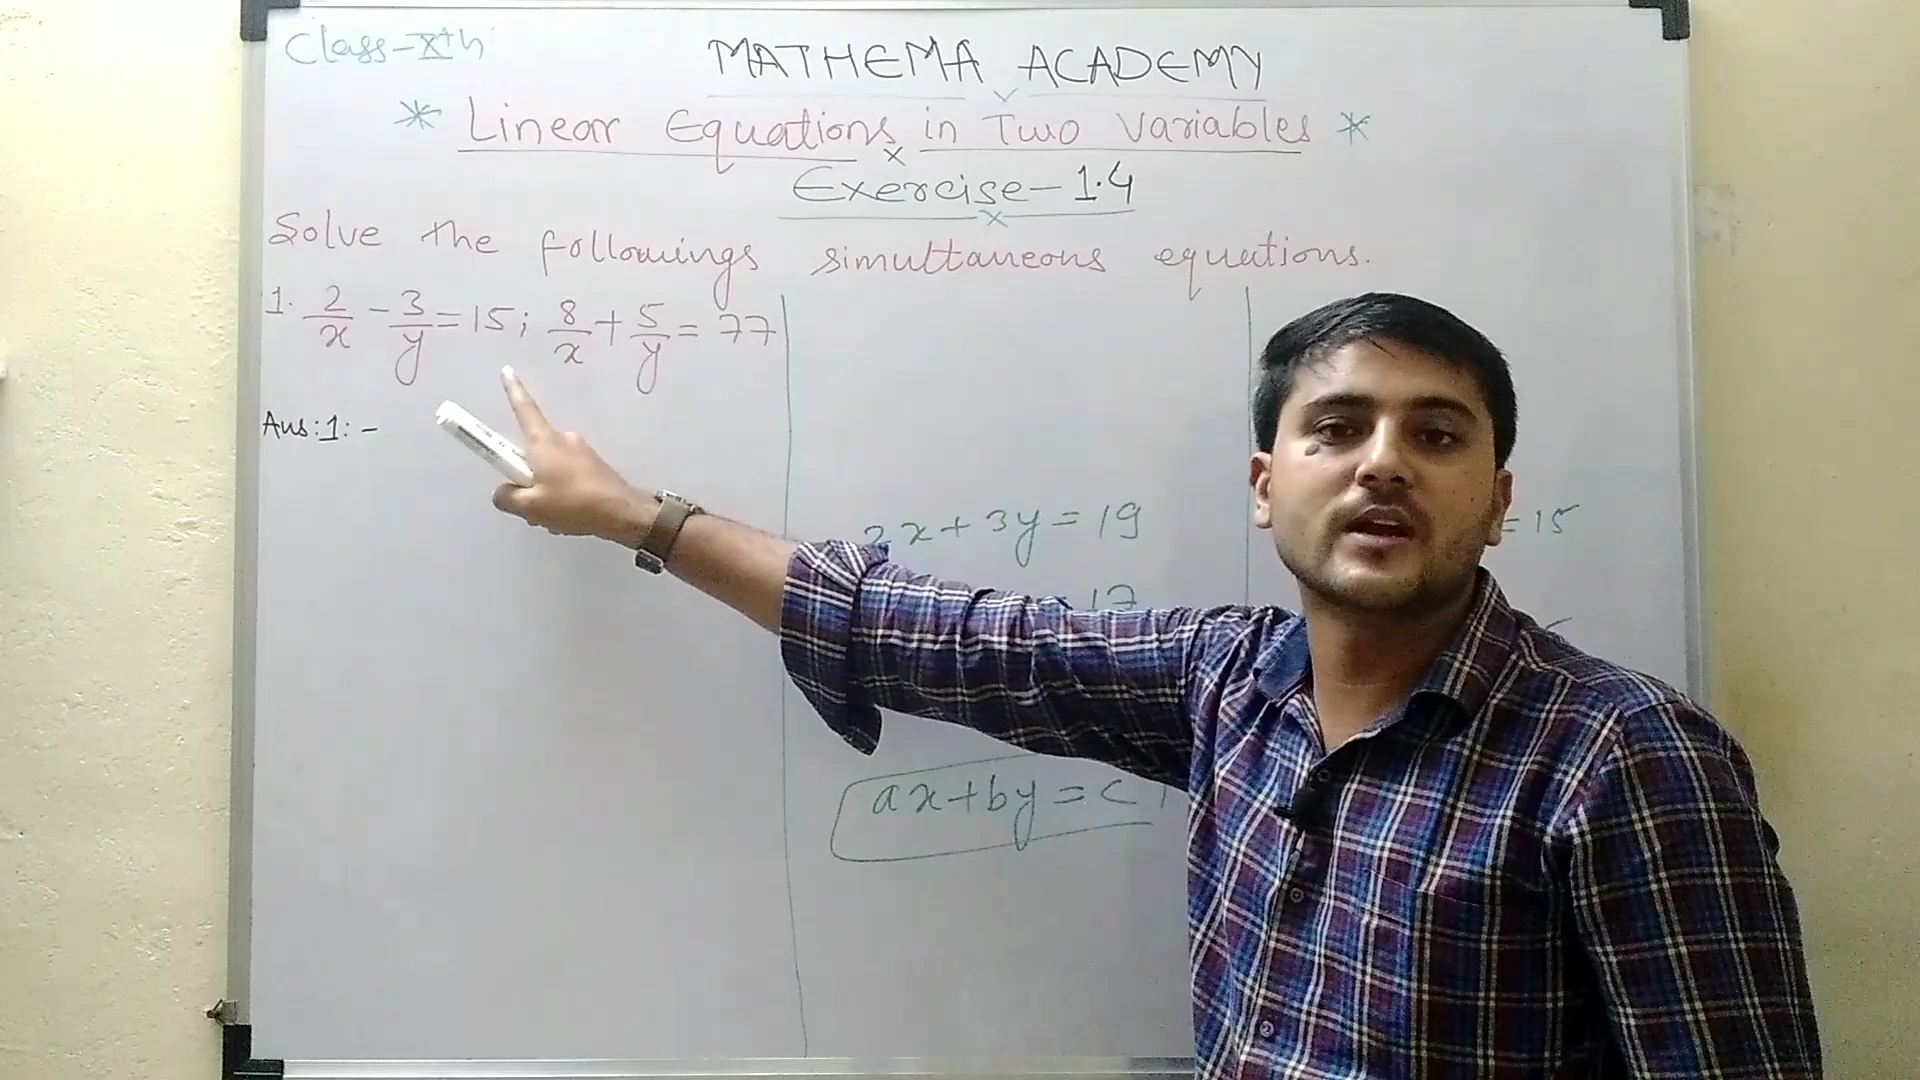 Class-Xth
MATHEMA ACADEMY
* Linear Equations in Two Variables *
Exercise-1.4
Solve the followings simultaneous equations.
1. 2/x - 3/y = 15; 8/x + 5/y = 77
Ans:1:-
2x+3y=19
= 15
= 17
ax+by=c